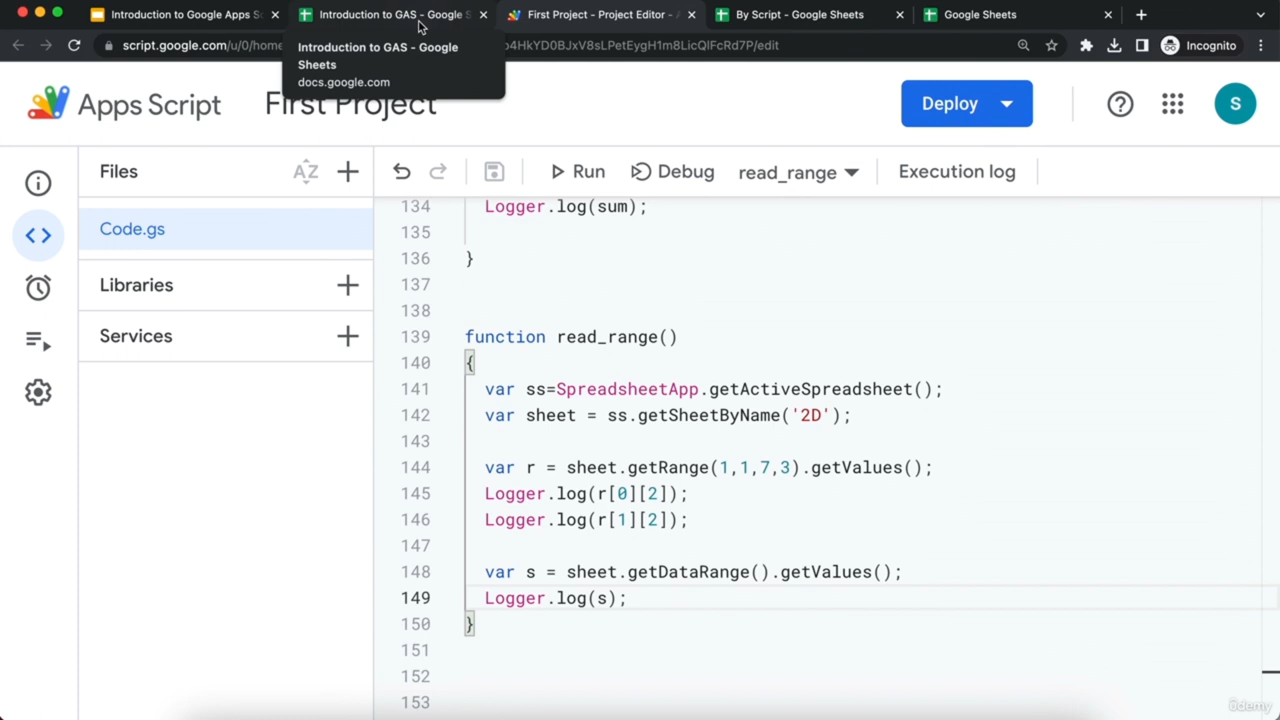 Introduction to Google Apps S
Introduction to GAS - Google S
First Project - Project Editor - A
By Script - Google Sheets
Google Sheets
script.google.com/u/0/home
o4HkYD0BJxV8sLPetEygH1m8LicQlFcRd7P/edit
Incognito
Introduction to GAS - Google
Sheets
docs.google.com
Apps Script
First Project
Deploy
S
Files
AZ
Run
Debug
read_range
Execution log
Code.gs
Libraries
Services
134 Logger.log(sum);
135
136 }
137
138
139 function read_range()
140 {
141 var ss=SpreadsheetApp.getActiveSpreadsheet();
142 var sheet = ss.getSheetByName('2D');
143
144 var r = sheet.getRange(1,1,7,3).getValues();
145 Logger.log(r[0][2]);
146 Logger.log(r[1][2]);
147
148 var s = sheet.getDataRange().getValues();
149 Logger.log(s);
150 }
151
152
153
ûdemy